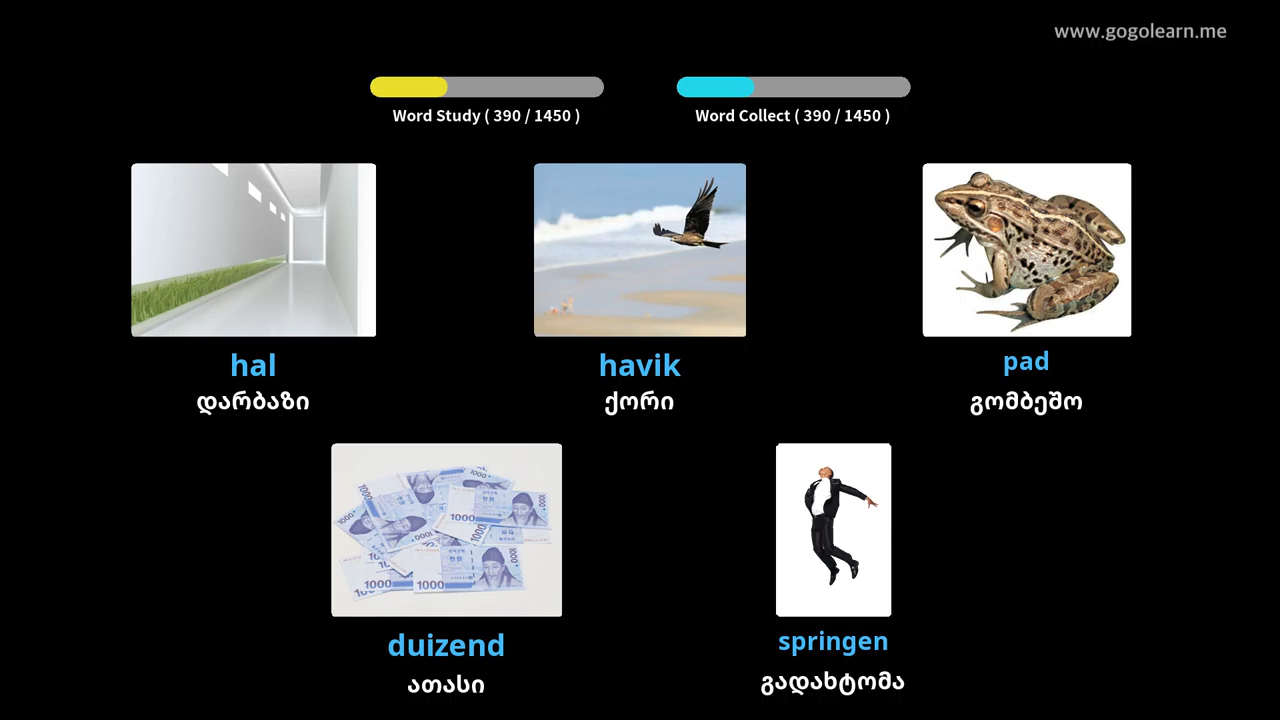 www.gogolearn.me
Word Study ( 390 / 1450 )
Word Collect ( 390 / 1450 )
hal
დარბაზი
havik
ქორი
pad
გომბეშო
duizend
ათასი
springen
გადახტომა